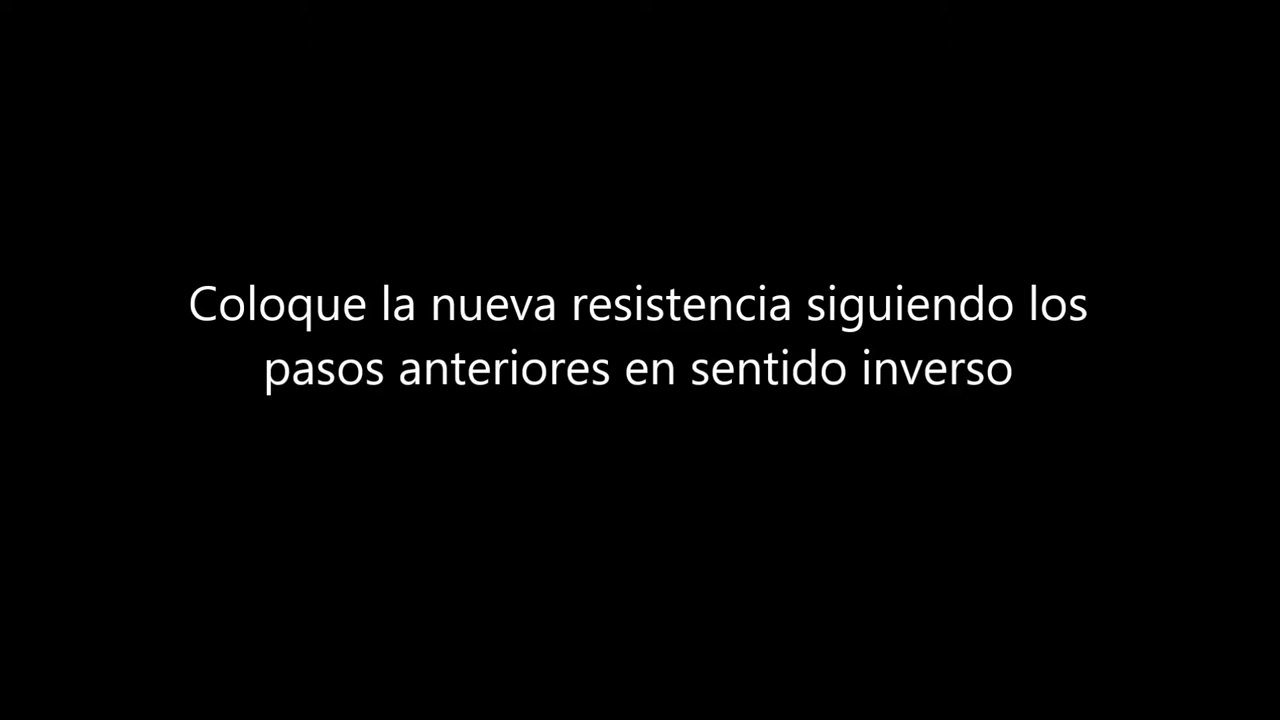 Coloque la nueva resistencia siguiendo los
pasos anteriores en sentido inverso